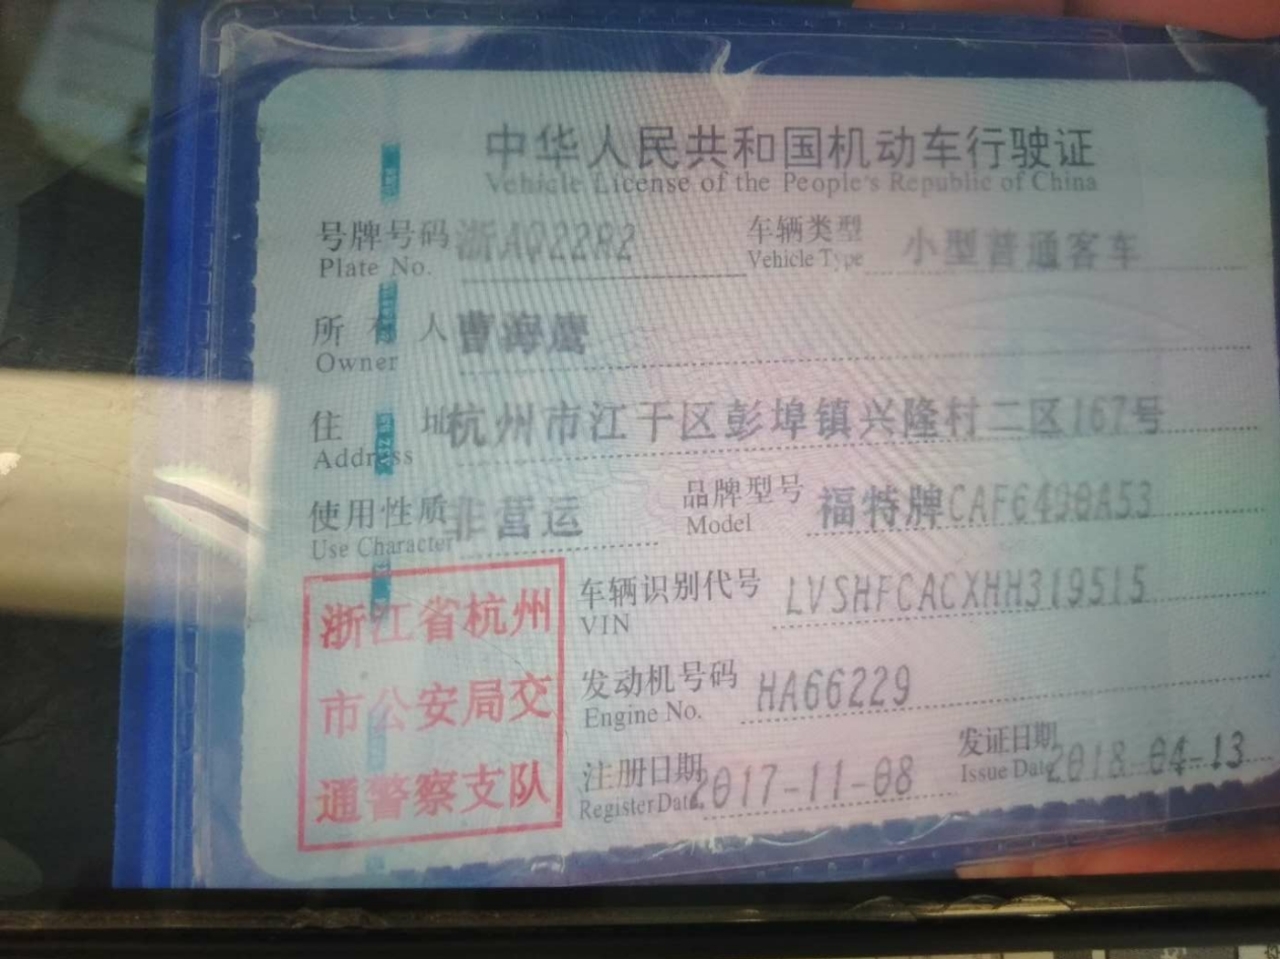 中华人民共和国机动车行驶证
Vehicle License of the People's Republic of China
号牌号码 浙AQ22R2 车辆类型 小型普通客车
Plate No. Vehicle Type
所有人 曹海鹰
Owner
住址 杭州市江干区彭埠镇兴隆村二区167号
Address
使用性质 非营运 品牌型号 福特牌CAF6490A53
Use Character Model
浙江省杭州
市公安局交
通警察支队
车辆识别代号 LVSHFCACXHH319515
VIN
发动机号码 HA66229
Engine No.
注册日期 2017-11-08 发证日期 2018-04-13
Register Date Issue Date